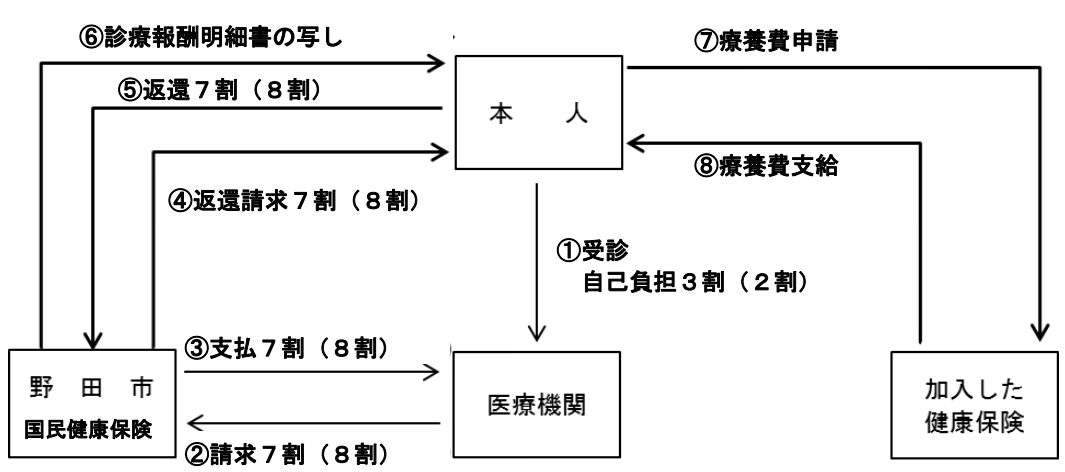 ⑥診療報酬明細書の写し
⑦療養費申請
⑤返還７割（８割）
本　　人
⑧療養費支給
④返還請求７割（８割）
①受診
自己負担３割（２割）
③支払７割（８割）
野　田　市
国民健康保険
医療機関
加入した
健康保険
②請求７割（８割）